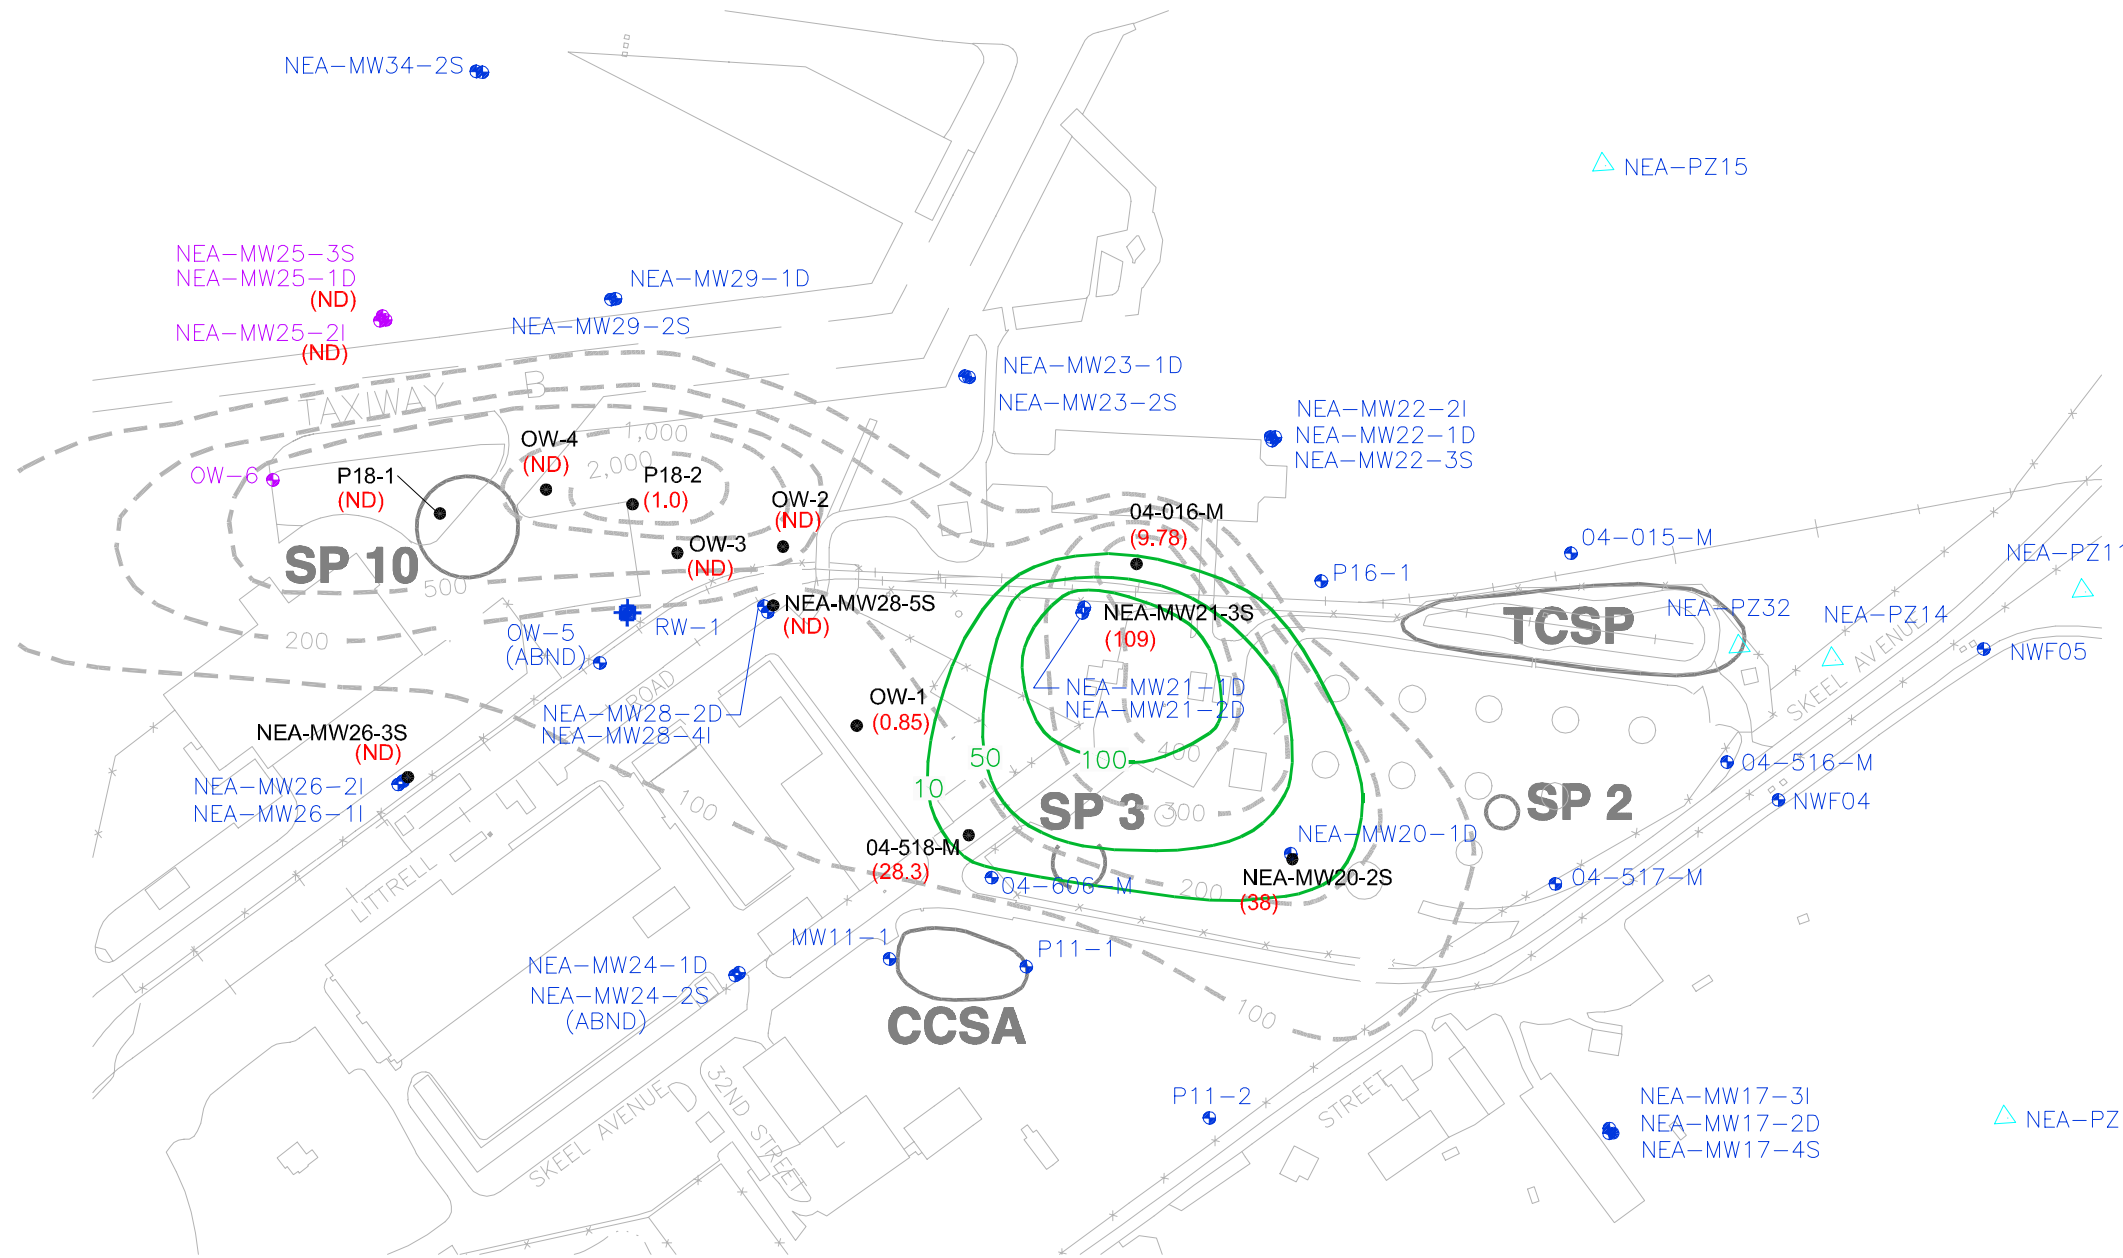 NEA-MW34-2S
NEA-PZ15
NEA-MW25-3S
NEA-MW25-1D
(ND)
NEA-MW25-2I
(ND)
NEA-MW29-1D
NEA-MW29-2S
NEA-MW23-1D
NEA-MW23-2S
TAXIWAY B
NEA-MW22-2I
NEA-MW22-1D
NEA-MW22-3S
1,000
2,000
OW-4
(ND)
OW-6
P18-1
(ND)
P18-2
(1.0)
OW-2
(ND)
OW-3
(ND)
04-016-M
(9.78)
04-015-M
NEA-PZ11
P16-1
SP 10
500
200
NEA-MW28-5S
(ND)
RW-1
OW-5
(ABND)
NEA-MW21-3S
(109)
TCSP
NEA-PZ32
NEA-PZ14
NWF05
SKEEL AVENUE
NEA-MW21-1D
NEA-MW21-2D
OW-1
(0.85)
NEA-MW28-2D
NEA-MW28-4I
NEA-MW26-3S
(ND)
NEA-MW26-2I
NEA-MW26-1I
LITTRELL ROAD
100
10
50
100
400
300
SP 3
SP 2
04-516-M
NWF04
NEA-MW20-1D
NEA-MW20-2S
(38)
200
04-518-M
(28.3)
04-606-M
04-517-M
MW11-1
P11-1
NEA-MW24-1D
NEA-MW24-2S
(ABND)
CCSA
100
SKEEL AVENUE
32ND STREET
P11-2
STREET
NEA-MW17-3I
NEA-MW17-2D
NEA-MW17-4S
NEA-PZ